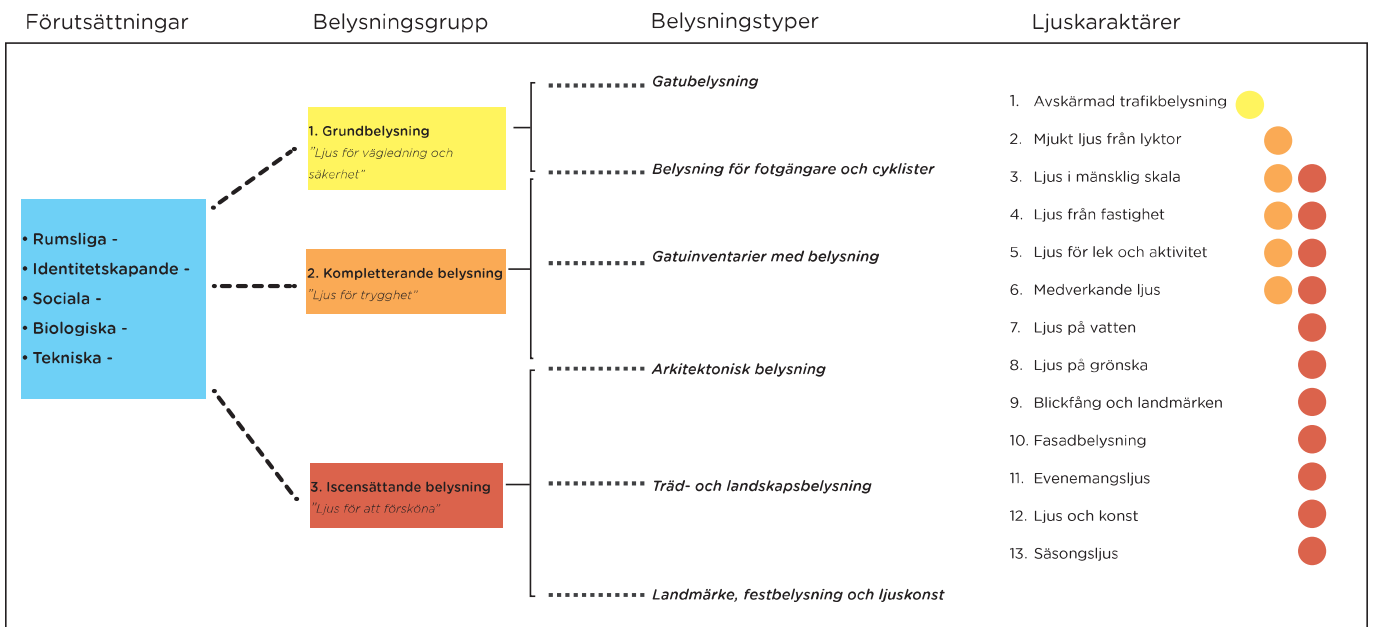 Förutsättningar
Belysningsgrupp
Belysningstyper
Ljuskaraktärer
• Rumsliga -
• Identitetskapande -
• Sociala -
• Biologiska -
• Tekniska -
1. Grundbelysning
"Ljus för vägledning och
säkerhet"
2. Kompletterande belysning
"Ljus för trygghet"
3. Iscensättande belysning
"Ljus för att försköna"
Gatubelysning
Belysning för fotgängare och cyklister
Gatuinventarier med belysning
Arkitektonisk belysning
Träd- och landskapsbelysning
Landmärke, festbelysning och ljuskonst
1. Avskärmad trafikbelysning
2. Mjukt ljus från lyktor
3. Ljus i mänsklig skala
4. Ljus från fastighet
5. Ljus för lek och aktivitet
6. Medverkande ljus
7. Ljus på vatten
8. Ljus på grönska
9. Blickfång och landmärken
10. Fasadbelysning
11. Evenemangsljus
12. Ljus och konst
13. Säsongsljus